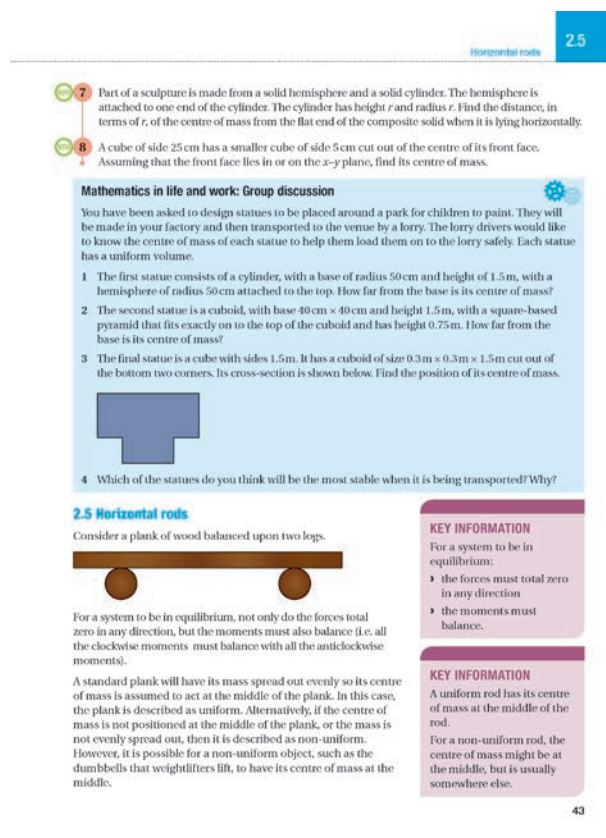 2.5
Horizontal rods
7 Part of a sculpture is made from a solid hemisphere and a solid cylinder. The hemisphere is
attached to one end of the cylinder. The cylinder has height r and radius r. Find the distance, in
terms of r, of the centre of mass from the flat end of the composite solid when it is lying horizontally.
8 A cube of side 25 cm has a smaller cube of side 5 cm cut out of the centre of its front face.
Assuming that the front face lies in or on the x–y plane, find its centre of mass.
Mathematics in life and work: Group discussion
You have been asked to design statues to be placed around a park for children to paint. They will
be made in your factory and then transported to the venue by a lorry. The lorry drivers would like
to know the centre of mass of each statue to help them load them on to the lorry safely. Each statue
has a uniform volume.
1 The first statue consists of a cylinder, with a base of radius 50 cm and height of 1.5 m, with a
hemisphere of radius 50 cm attached to the top. How far from the base is its centre of mass?
2 The second statue is a cuboid, with base 40 cm × 40 cm and height 1.5 m, with a square-based
pyramid that fits exactly on to the top of the cuboid and has height 0.75 m. How far from the
base is its centre of mass?
3 The final statue is a cube with sides 1.5 m. It has a cuboid of size 0.3 m × 0.3 m × 1.5 m cut out of
the bottom two corners. Its cross-section is shown below. Find the position of its centre of mass.
4 Which of the statues do you think will be the most stable when it is being transported? Why?
2.5 Horizontal rods
Consider a plank of wood balanced upon two logs.
For a system to be in equilibrium, not only do the forces total
zero in any direction, but the moments must also balance (i.e. all
the clockwise moments must balance with all the anticlockwise
moments).
A standard plank will have its mass spread out evenly so its centre
of mass is assumed to act at the middle of the plank. In this case,
the plank is described as uniform. Alternatively, if the centre of
mass is not positioned at the middle of the plank, or the mass is
not evenly spread out, then it is described as non-uniform.
However, it is possible for a non-uniform object, such as the
dumbbells that weightlifters lift, to have its centre of mass at the
middle.
KEY INFORMATION
For a system to be in
equilibrium:
› the forces must total zero
in any direction
› the moments must
balance.
KEY INFORMATION
A uniform rod has its centre
of mass at the middle of the
rod.
For a non-uniform rod, the
centre of mass might be at
the middle, but is usually
somewhere else.
43